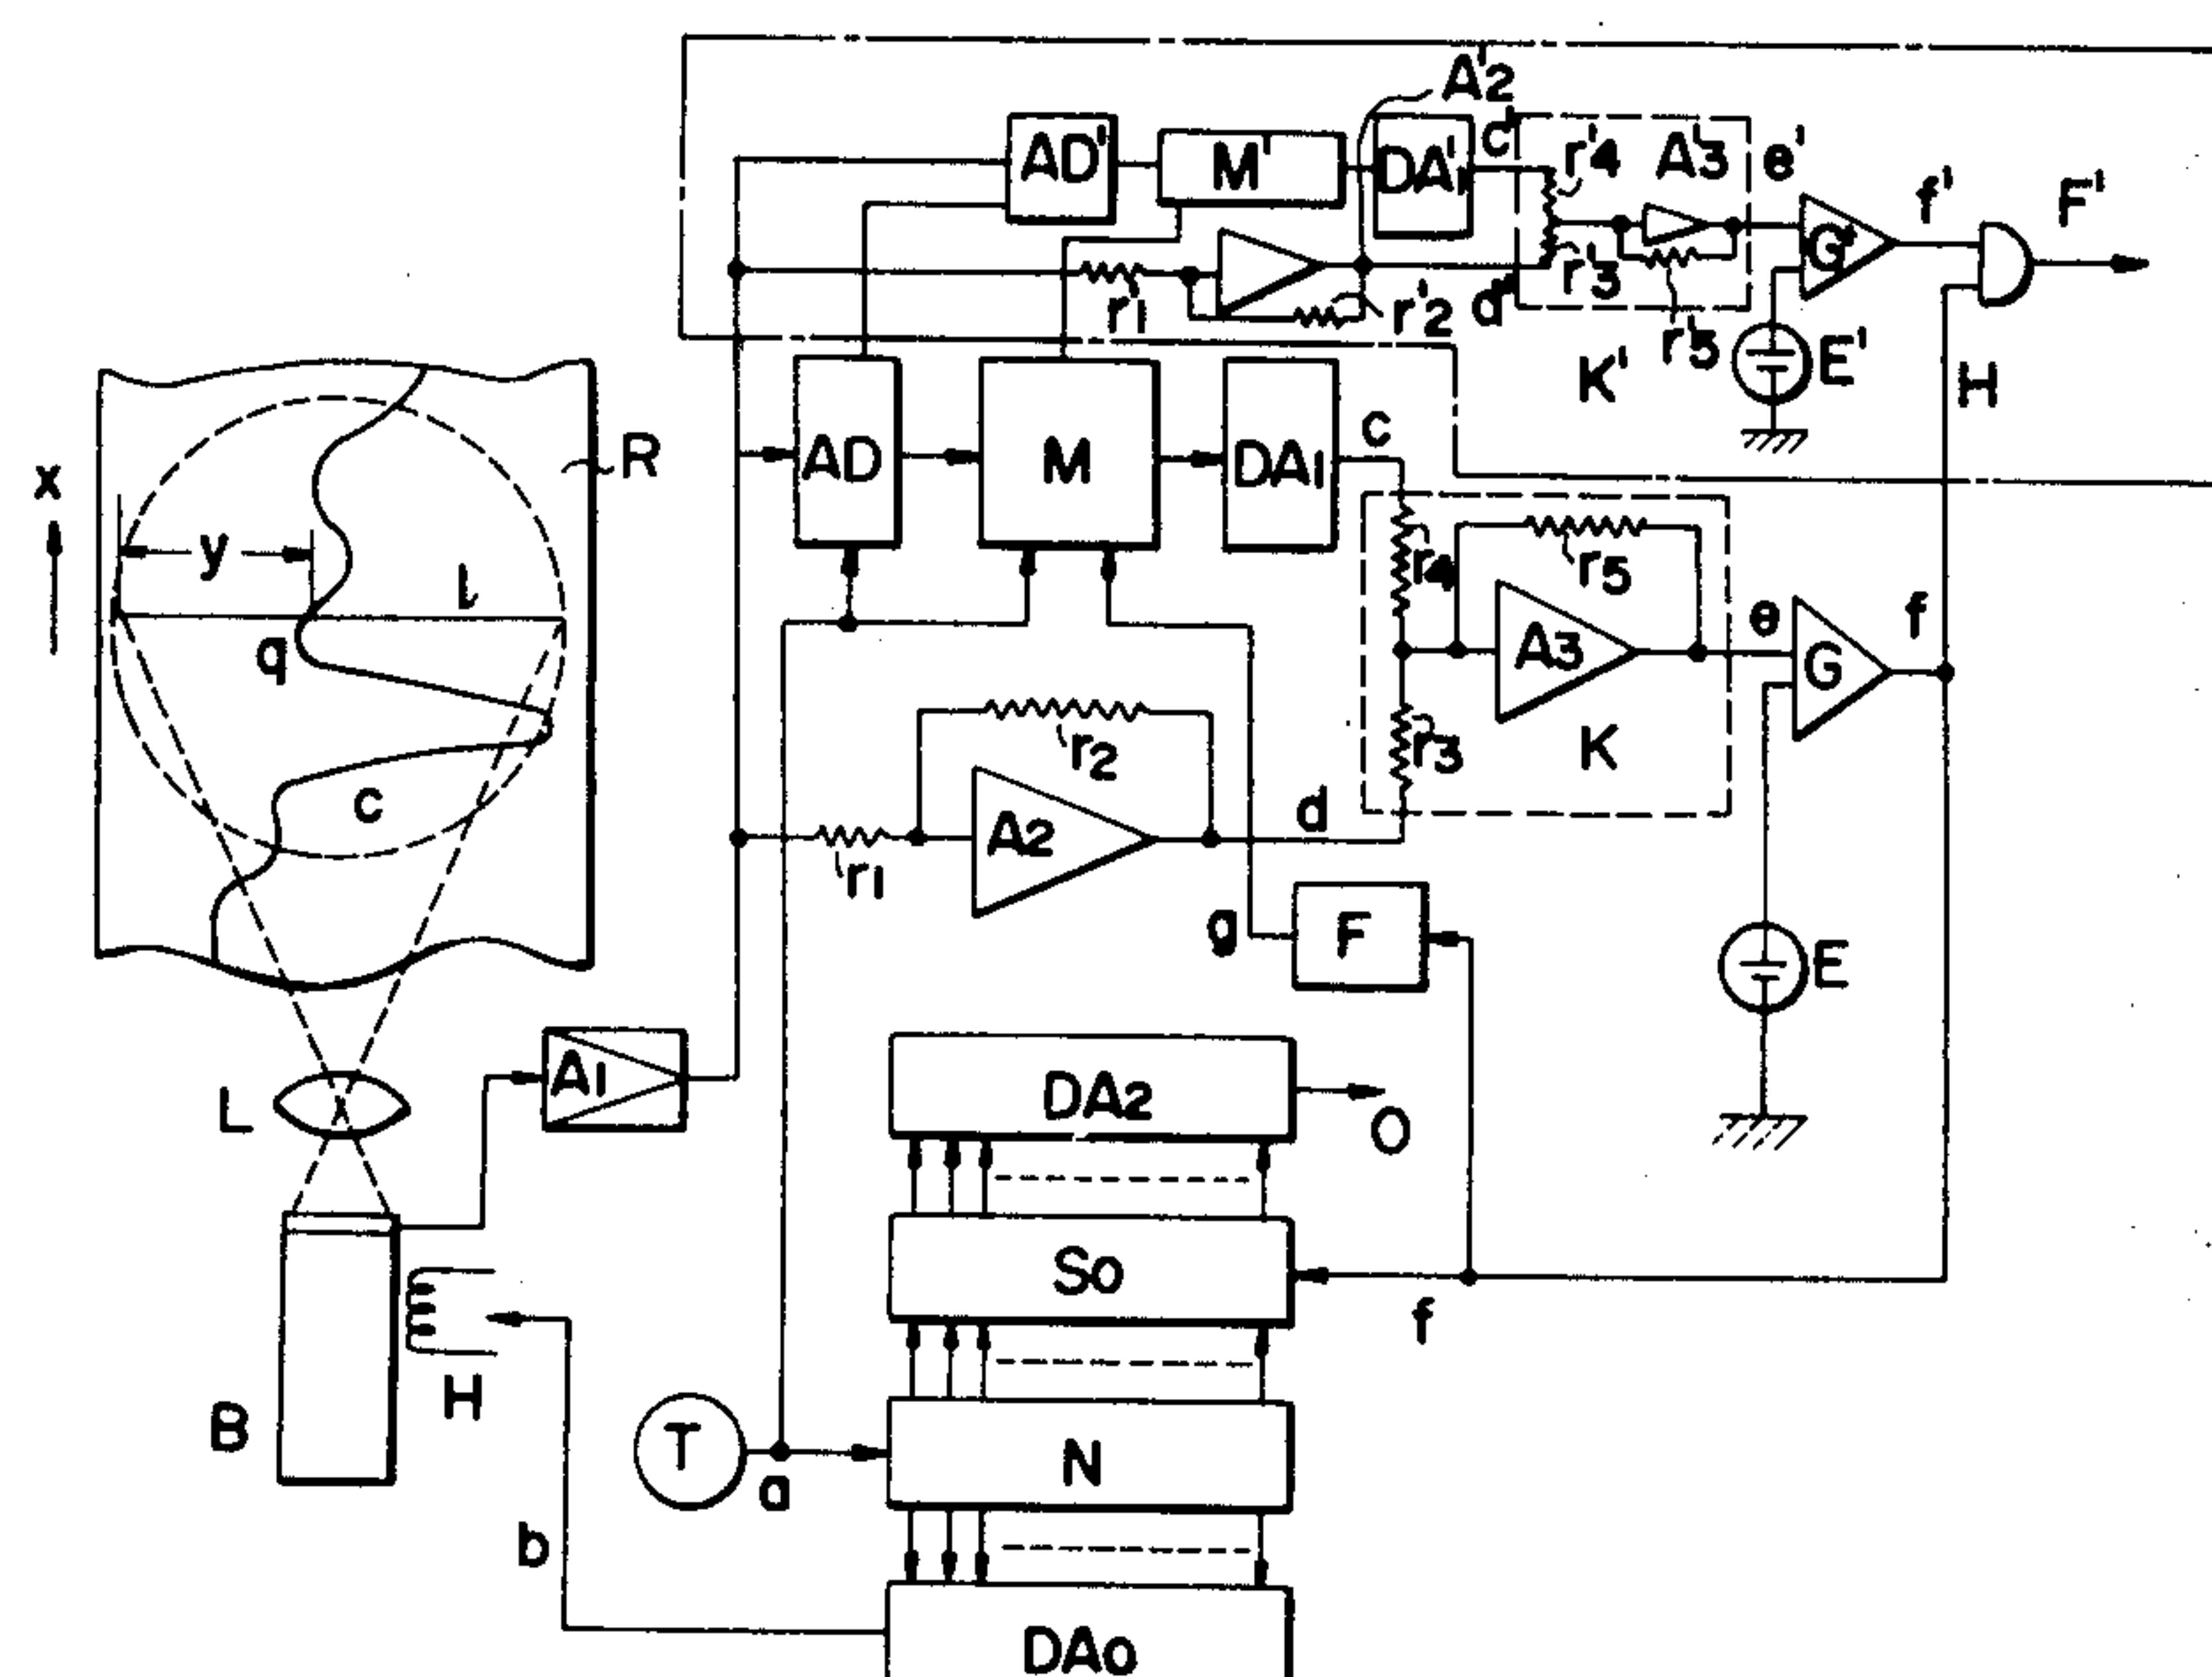 A'2
AD' M' DA'1 c' r'4 A'3 e' f' F'
G'
r'1 r'2 d' r'3
r'5 E'
K' H
R
x
AD M DA1 c
y
l
r4 r5
q
A3 e G f
r2
r3 K
c
A2 d
r1
g F E
A1
DA2
L O
So
f
H
B T N
a
b
DAo